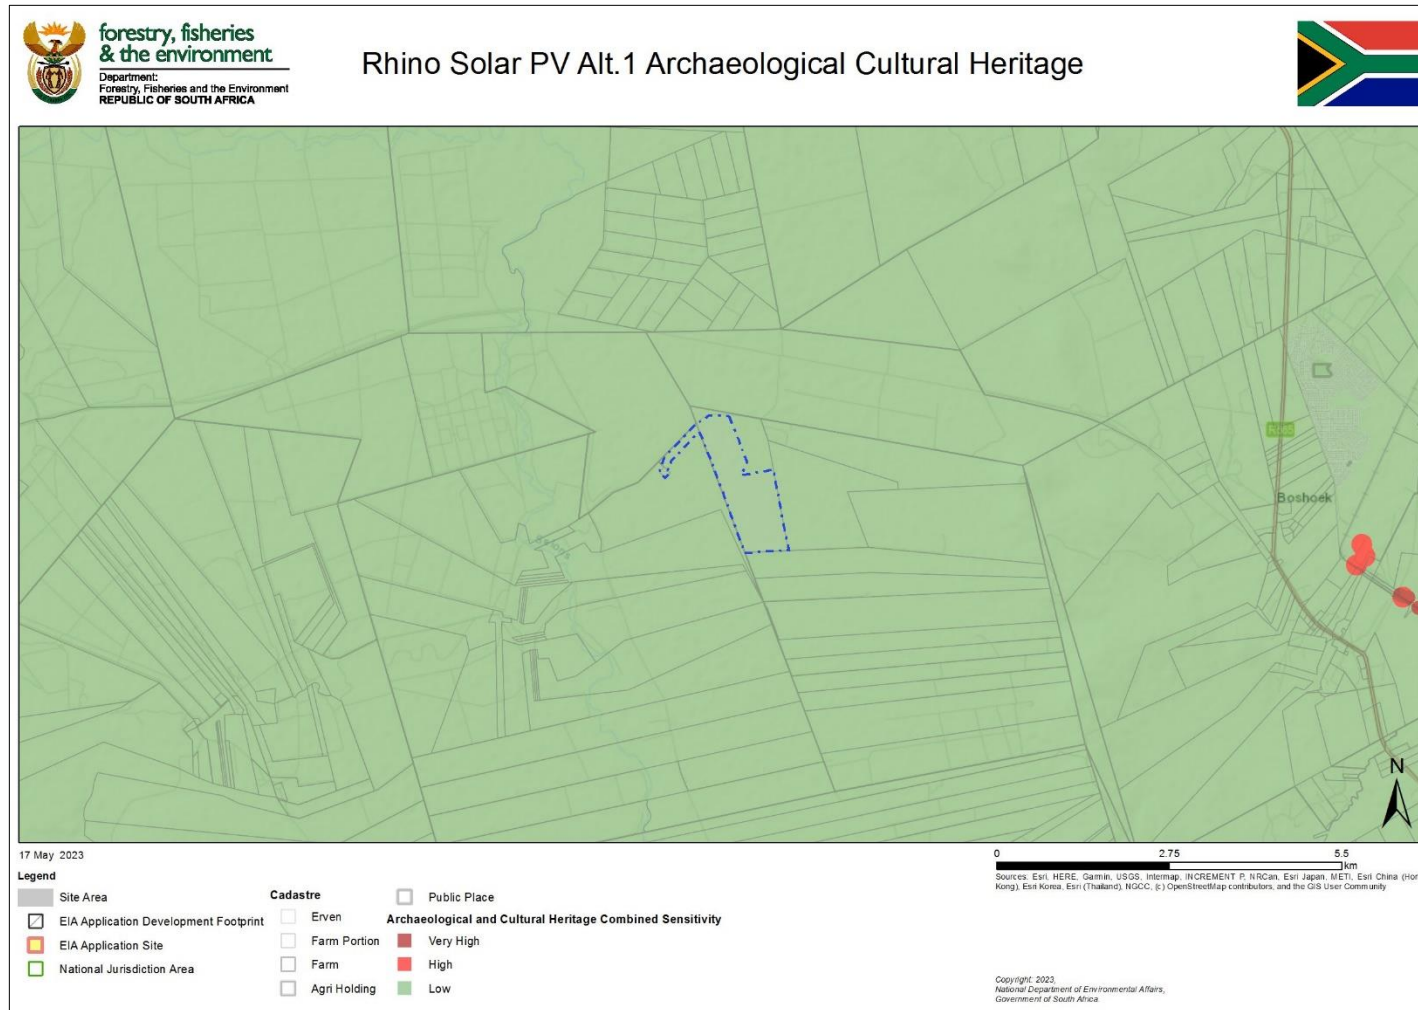 forestry, fisheries
& the environment
Department:
Forestry, Fisheries and the Environment
REPUBLIC OF SOUTH AFRICA
Rhino Solar PV Alt.1 Archaeological Cultural Heritage
Boshoek
N
17 May 2023
0 2.75 5.5
km
Sources: Esri, HERE, Garmin, USGS, Intermap, INCREMENT P, NRCan, Esri Japan, METI, Esri China (Hon
Kong), Esri Korea, Esri (Thailand), NGCC, (c) OpenStreetMap contributors, and the GIS User Community
Legend
Site Area
EIA Application Development Footprint
EIA Application Site
National Jurisdiction Area
Cadastre
Erven
Farm Portion
Farm
Agri Holding
Public Place
Archaeological and Cultural Heritage Combined Sensitivity
Very High
High
Low
Copyright: 2023,
National Department of Environmental Affairs,
Government of South Africa.